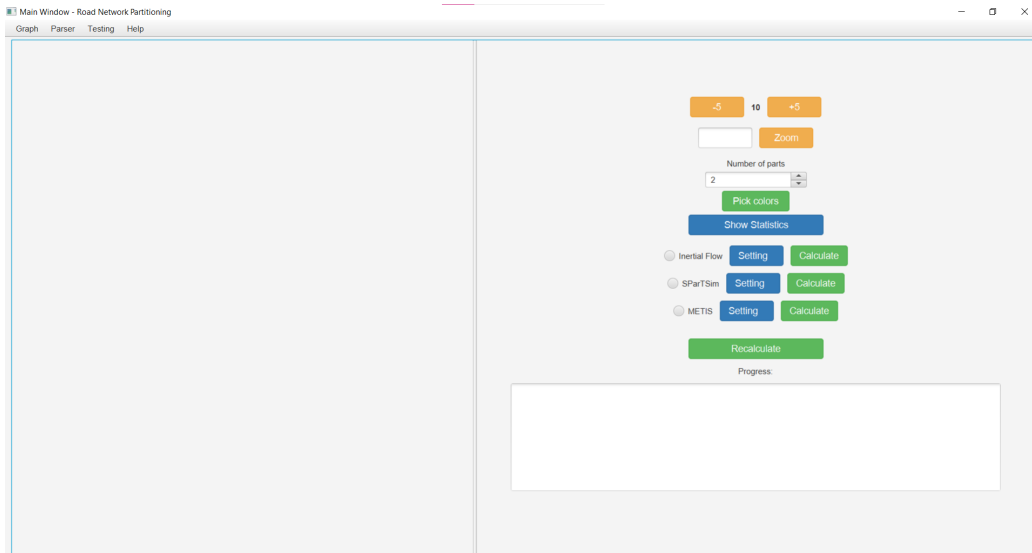 Main Window - Road Network Partitioning
Graph Parser Testing Help
-5 10 +5
Zoom
Number of parts
2
Pick colors
Show Statistics
Inertial Flow Setting Calculate
SParTSim Setting Calculate
METIS Setting Calculate
Recalculate
Progress: